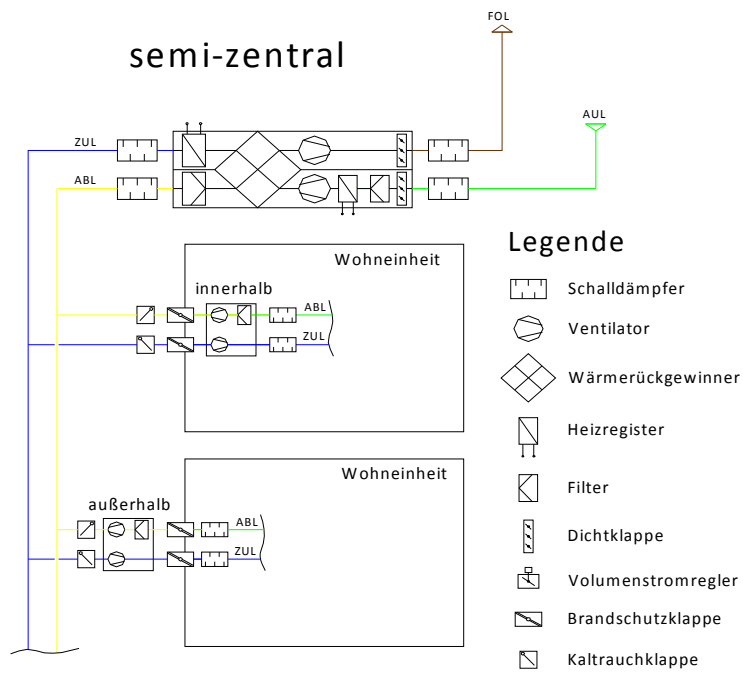 FOL
semi-zentral
AUL
ZUL
ABL
Wohneinheit
innerhalb
ABL
ZUL
Wohneinheit
außerhalb
ABL
ZUL
Legende
Schalldämpfer
Ventilator
Wärmerückgewinner
Heizregister
Filter
Dichtklappe
Volumenstromregler
Brandschutzklappe
Kaltrauchklappe